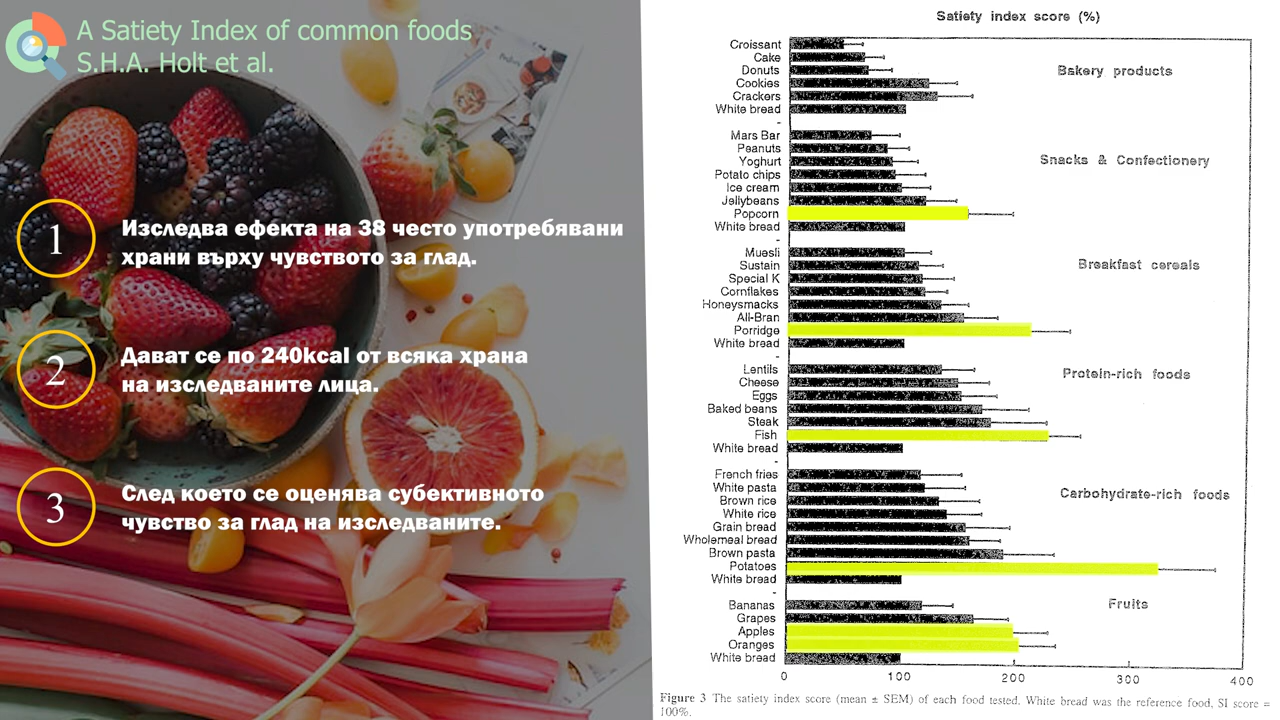 A Satiety Index of common foods
S.H.A. Holt et al.
1
Изследва ефекта на 38 често употребявани
храни върху чувството за глад.
2
Дават се по 240kcal от всяка храна
на изследваните лица.
3
След което се оценява субективното
чувство за глад на изследваните.
Satiety index score (%)
Bakery products
Croissant
Cake
Donuts
Cookies
Crackers
White bread
-
Snacks & Confectionery
Mars Bar
Peanuts
Yoghurt
Potato chips
Ice cream
Jellybeans
Popcorn
White bread
-
Breakfast cereals
Muesli
Sustain
Special K
Cornflakes
Honeysmacks
All-Bran
Porridge
White bread
-
Protein-rich foods
Lentils
Cheese
Eggs
Baked beans
Steak
Fish
White bread
-
Carbohydrate-rich foods
French fries
White pasta
Brown rice
White rice
Grain bread
Wholemeal bread
Brown pasta
Potatoes
White bread
-
Fruits
Bananas
Grapes
Apples
Oranges
White bread
0 100 200 300 400
Figure 3 The satiety index score (mean ± SEM) of each food tested. White bread was the reference food, SI score =
100%.